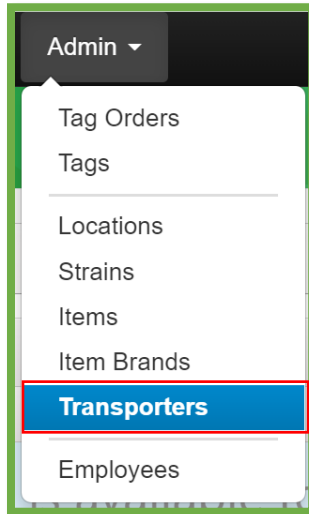 Admin
Tag Orders
Tags
Locations
Strains
Items
Item Brands
Transporters
Employees